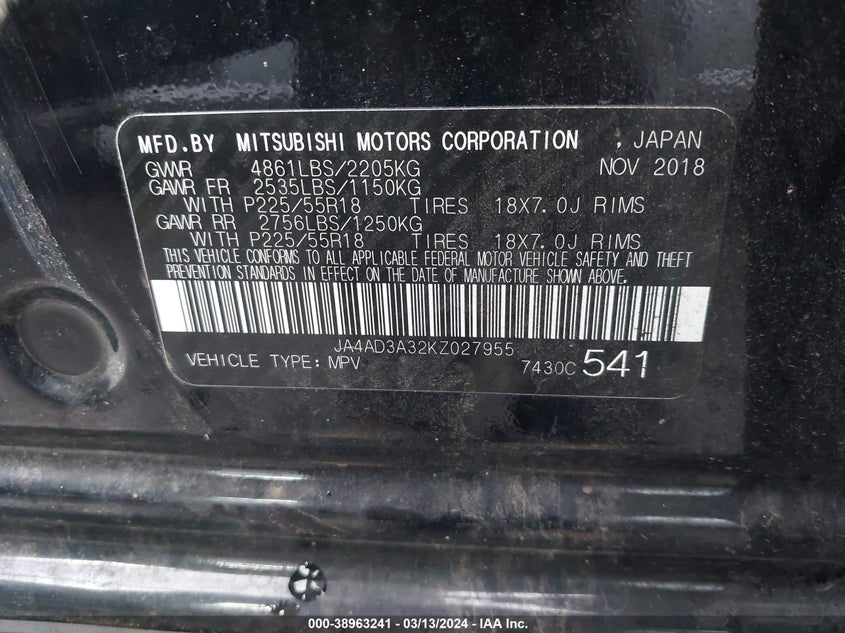 MFD.BY MITSUBISHI MOTORS CORPORATION , JAPAN
GVWR 4861LBS/2205KG NOV 2018
GAWR FR 2535LBS/1150KG
WITH P225/55R18 TIRES 18X7.0J RIMS
GAWR RR 2756LBS/1250KG
WITH P225/55R18 TIRES 18X7.0J RIMS
THIS VEHICLE CONFORMS TO ALL APPLICABLE FEDERAL MOTOR VEHICLE SAFETY AND THEFT
PREVENTION STANDARDS IN EFFECT ON THE DATE OF MANUFACTURE SHOWN ABOVE.
JA4AD3A32KZ027955
VEHICLE TYPE: MPV 7430C 541
000-38963241 – 03/13/2024 – IAA Inc.